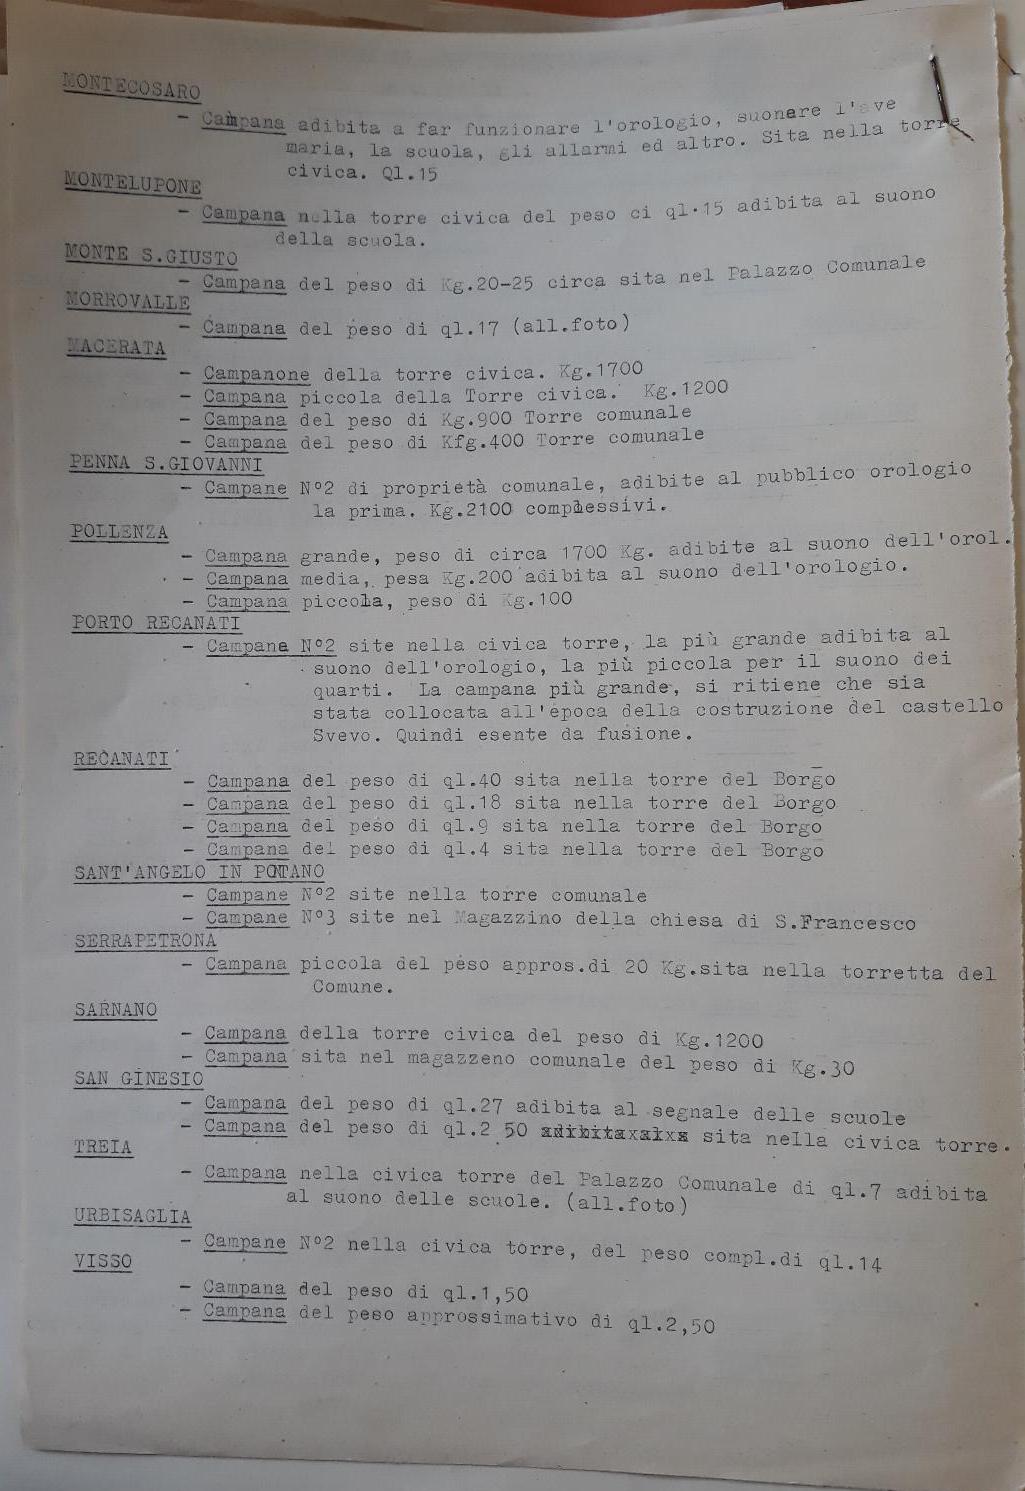 MONTECOSARO
- Campana adibita a far funzionare l'orologio, suonare l'ave
maria, la scuola, gli allarmi ed altro. Sita nella torre
civica. Ql.15
MONTELUPONE
- Campana nella torre civica del peso ci ql.15 adibita al suono
della scuola.
MONTE S.GIUSTO
- Campana del peso di Kg.20-25 circa sita nel Palazzo Comunale
MORROVALLE
- Campana del peso di ql.17 (all.foto)
MACERATA
- Campanone della torre civica. Kg.1700
- Campana piccola della Torre civica. Kg.1200
- Campana del peso di Kg.900 Torre comunale
- Campana del peso di Kfg.400 Torre comunale
PENNA S.GIOVANNI
- Campane N°2 di proprietà comunale, adibite al pubblico orologio
la prima. Kg.2100 complessivi.
POLLENZA
- Campana grande, peso di circa 1700 Kg. adibite al suono dell'orol.
- Campana media, pesa Kg.200 adibita al suono dell'orologio.
- Campana piccola, peso di Kg.100
PORTO RECANATI
- Campane N°2 site nella civica torre, la più grande adibita al
suono dell'orologio, la più piccola per il suono dei
quarti. La campana più grande, si ritiene che sia
stata collocata all'epoca della costruzione del castello
Svevo. Quindi esente da fusione.
RECANATI
- Campana del peso di ql.40 sita nella torre del Borgo
- Campana del peso di ql.18 sita nella torre del Borgo
- Campana del peso di ql.9 sita nella torre del Borgo
- Campana del peso di ql.4 sita nella torre del Borgo
SANT'ANGELO IN PONTANO
- Campane N°2 site nella torre comunale
- Campane N°3 site nel Magazzino della chiesa di S.Francesco
SERRAPETRONA
- Campana piccola del peso appros.di 20 Kg.sita nella torretta del
Comune.
SARNANO
- Campana della torre civica del peso di Kg.1200
- Campana sita nel magazzeno comunale del peso di Kg.30
SAN GINESIO
- Campana del peso di ql.27 adibita al segnale delle scuole
- Campana del peso di ql.2 50 sita nella civica torre.
TREIA
- Campana nella civica torre del Palazzo Comunale di ql.7 adibita
al suono delle scuole. (all.foto)
URBISAGLIA
- Campane N°2 nella civica torre, del peso compl.di ql.14
VISSO
- Campana del peso di ql.1,50
- Campana del peso approssimativo di ql.2,50